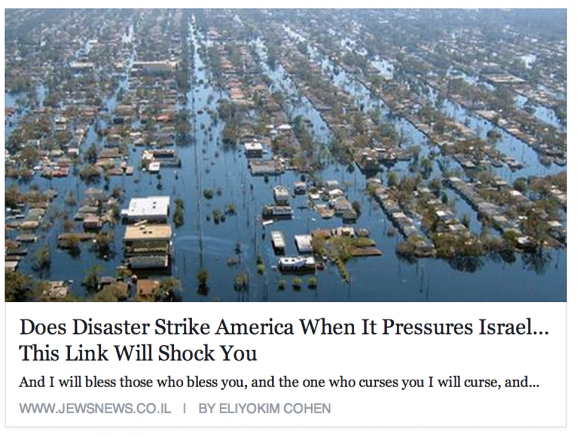 Does Disaster Strike America When It Pressures Israel...
This Link Will Shock You
And I will bless those who bless you, and the one who curses you I will curse, and...
WWW.JEWSNEWS.CO.IL | BY ELIYOKIM COHEN